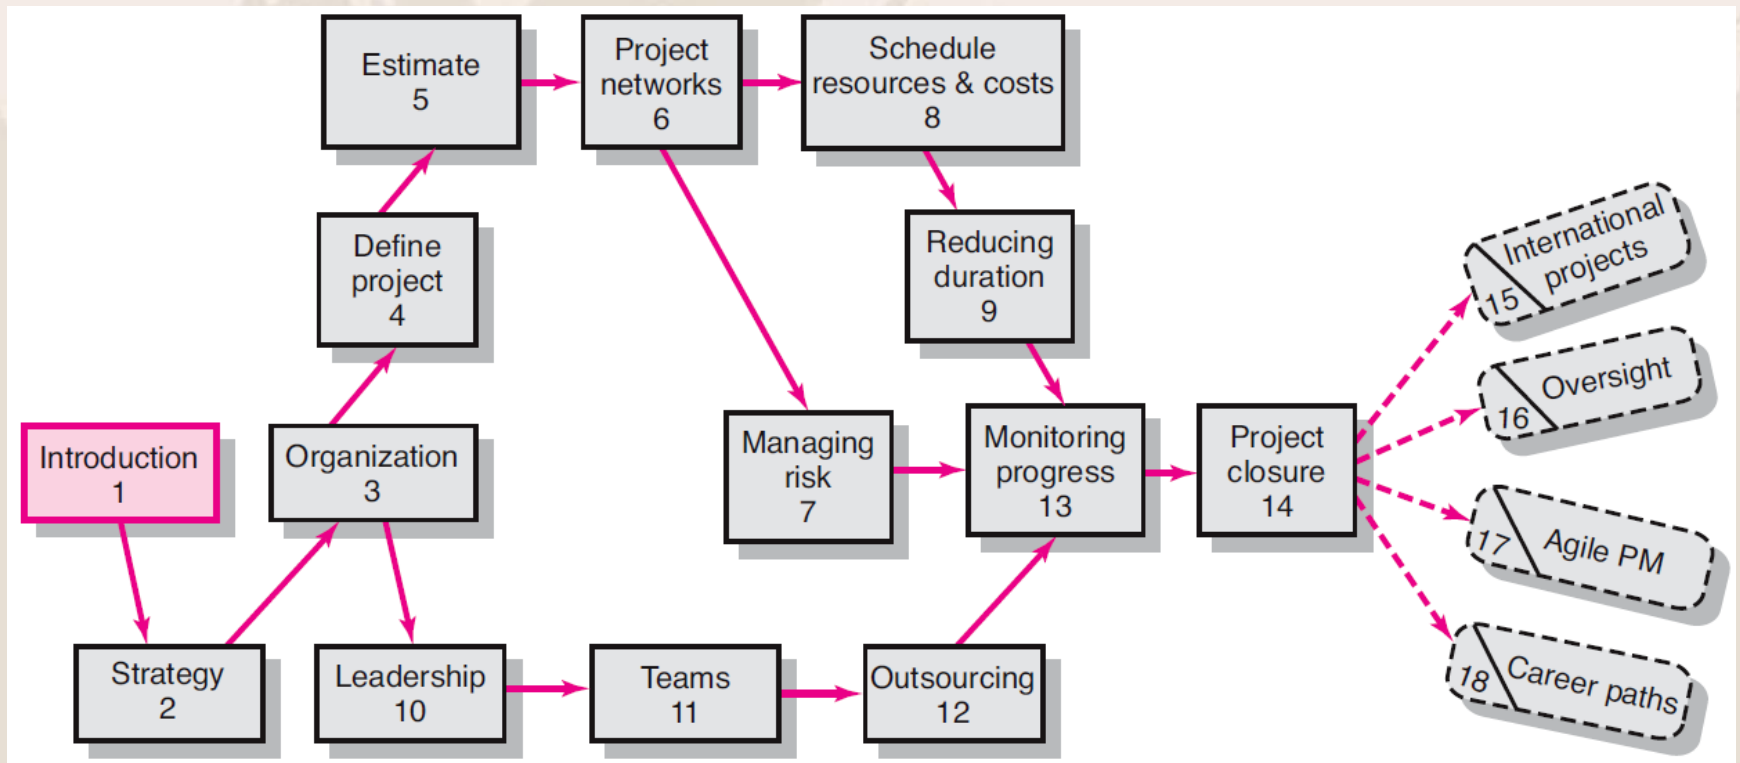 Estimate
5
Project
networks
6
Schedule
resources & costs
8
Define
project
4
Reducing
duration
9
International
projects
15
Oversight
16
Introduction
1
Organization
3
Managing
risk
7
Monitoring
progress
13
Project
closure
14
Agile PM
17
Strategy
2
Leadership
10
Teams
11
Outsourcing
12
Career paths
18